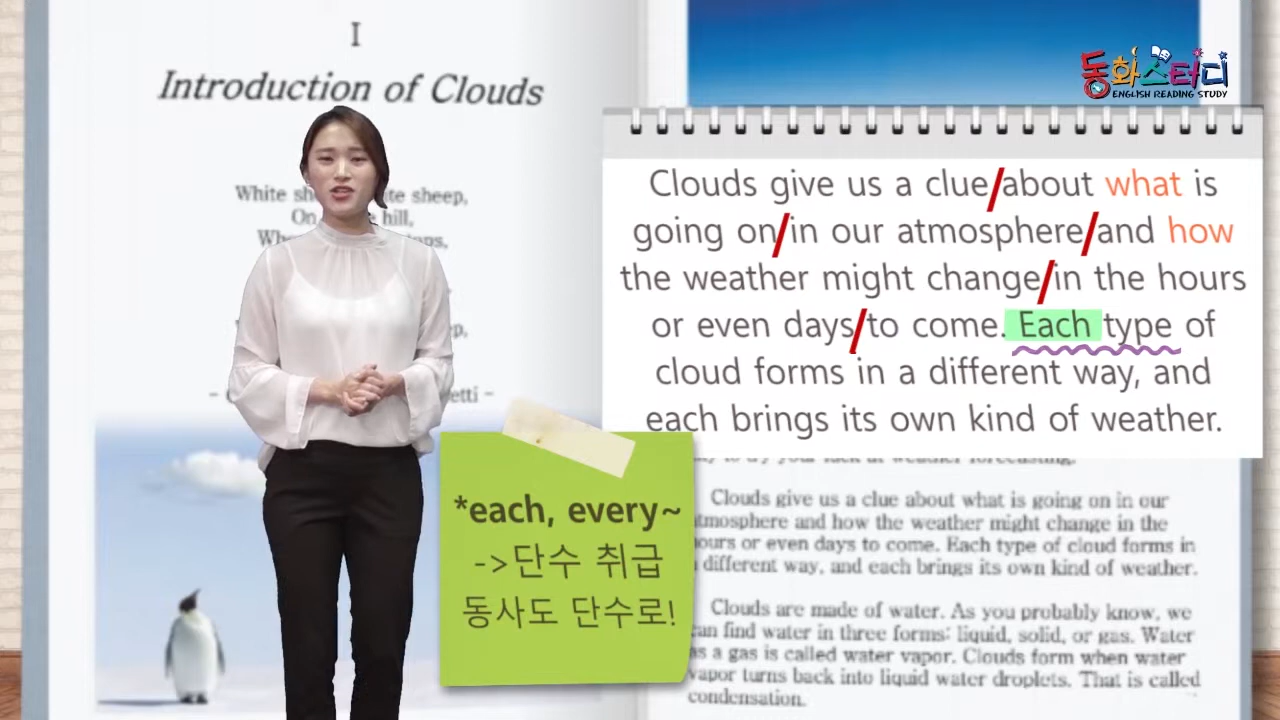 I
Introduction of Clouds
White sheep,
On hill,
동화스터디
ENGLISH READING STUDY
Clouds give us a clue/about what is
going on/in our atmosphere/and how
the weather might change/in the hours
or even days/to come. Each type of
cloud forms in a different way, and
each brings its own kind of weather.
*each, every~
->단수 취급
동사도 단수로!
Clouds give us a clue about what is going on in our
atmosphere and how the weather might change in the
hours or even days to come. Each type of cloud forms in
different way, and each brings its own kind of weather.
Clouds are made of water. As you probably know, we
can find water in three forms: liquid, solid, or gas. Water
as a gas is called water vapor. Clouds form when water
vapor turns back into liquid water droplets. That is called
condensation.